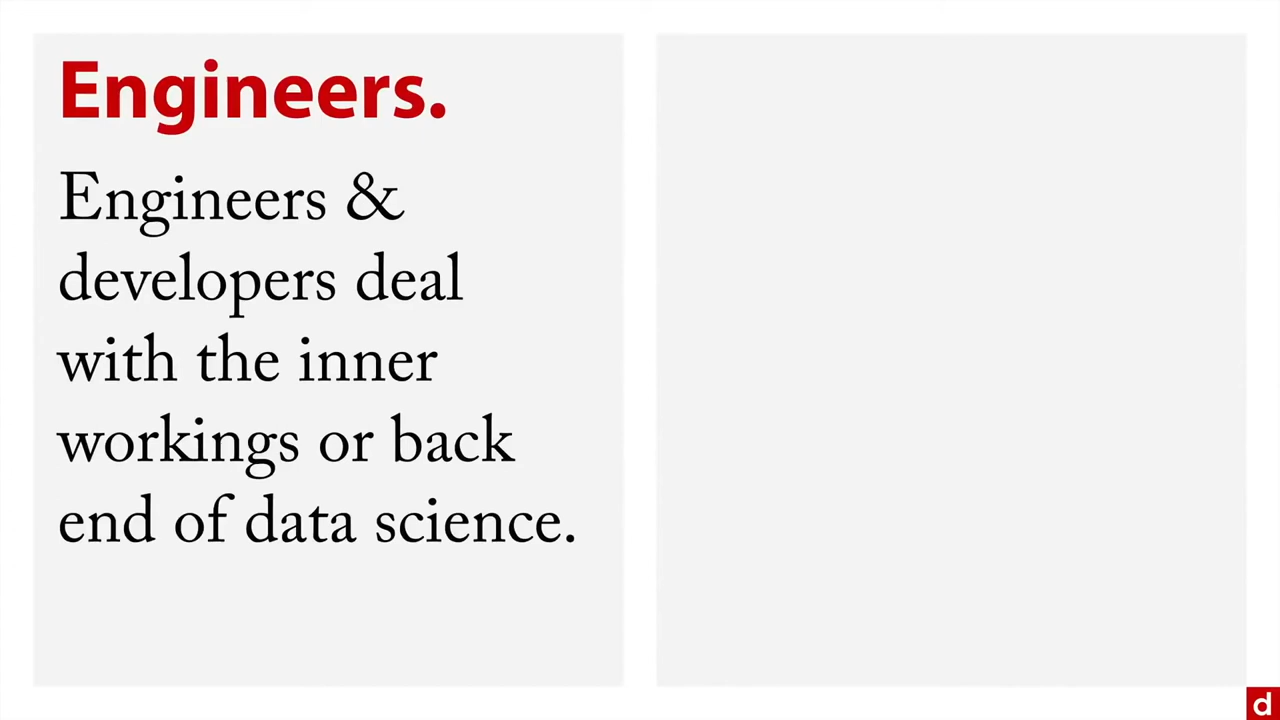 Engineers.
Engineers &
developers deal
with the inner
workings or back
end of data science.
d